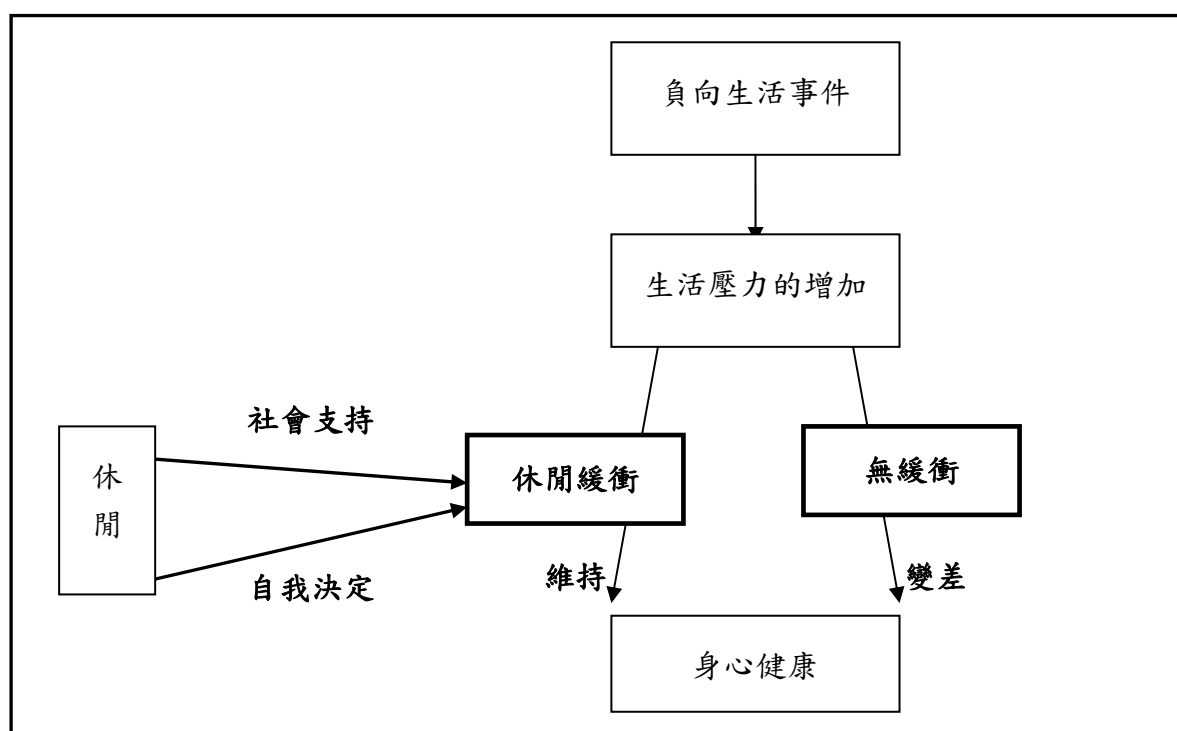 負向生活事件
生活壓力的增加
社會支持
休
閒
休閒緩衝
無緩衝
自我決定
維持
變差
身心健康